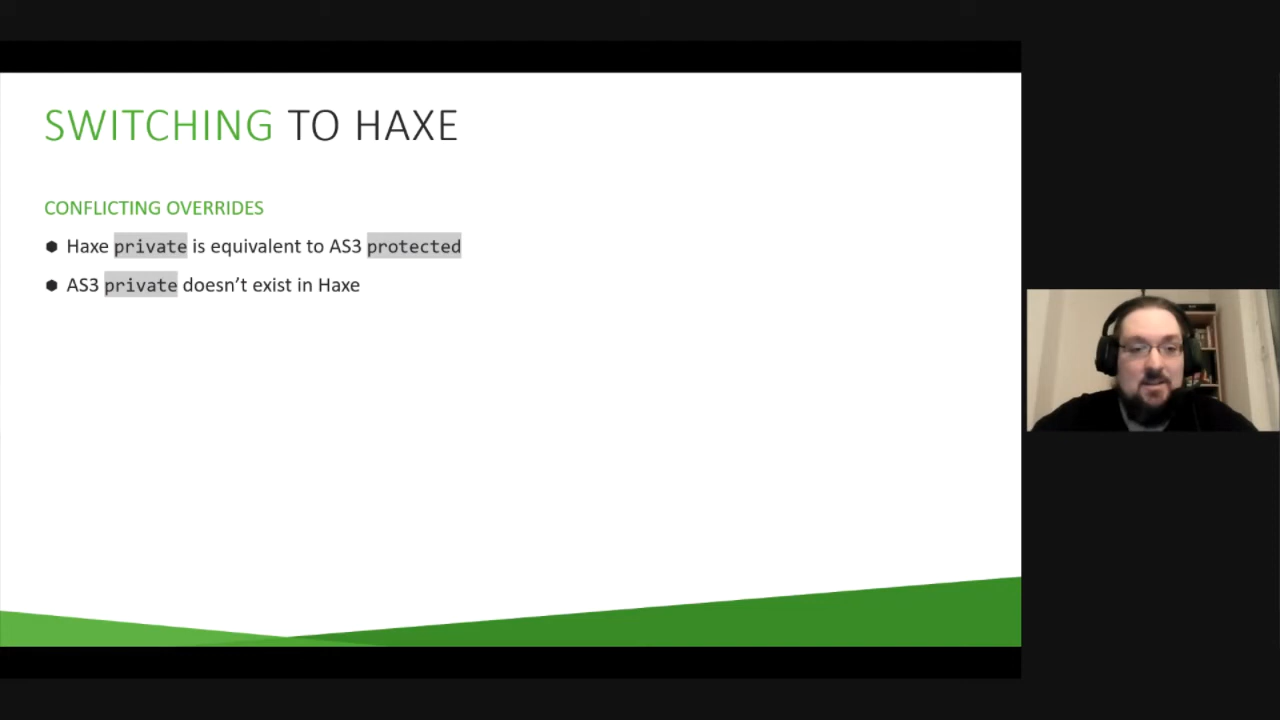 SWITCHING TO HAXE
CONFLICTING OVERRIDES
Haxe private is equivalent to AS3 protected
AS3 private doesn’t exist in Haxe